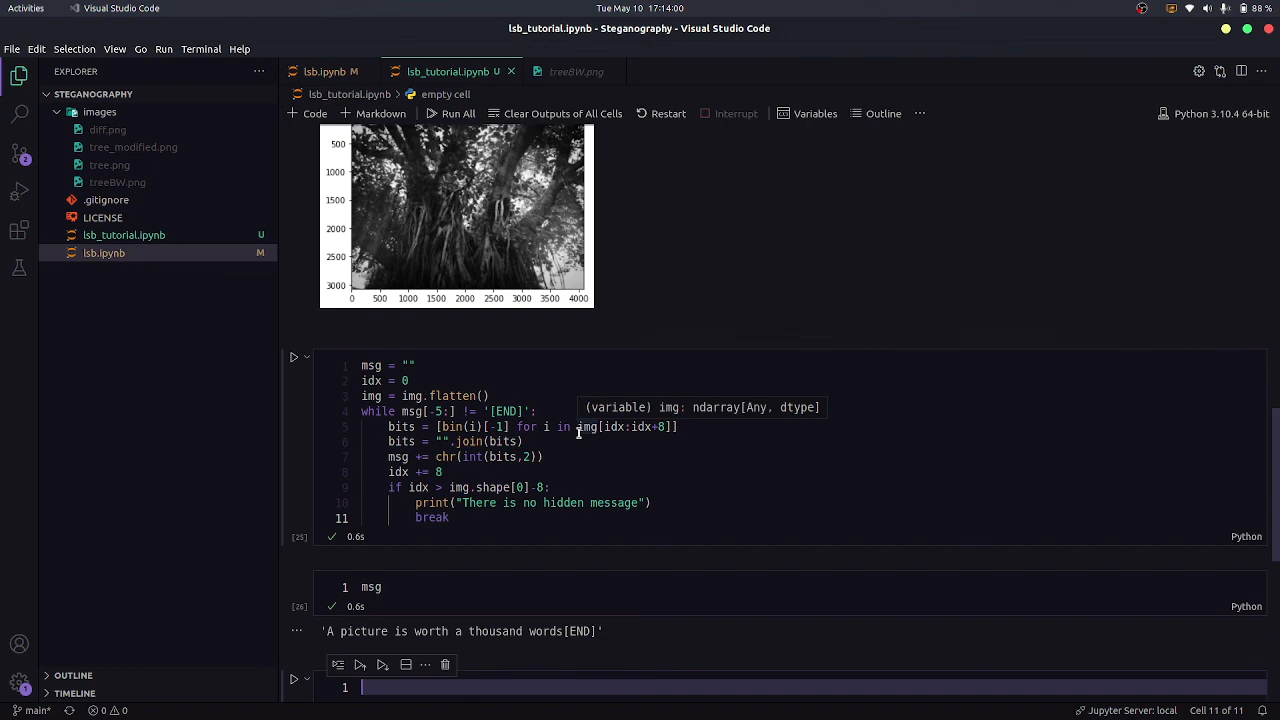 Activities Visual Studio Code Tue May 10 17:14:00 88 %
lsb_tutorial.ipynb - Steganography - Visual Studio Code
File Edit Selection View Go Run Terminal Help
EXPLORER ···
lsb.ipynb M lsb_tutorial.ipynb U treeBW.png
STEGANOGRAPHY
lsb_tutorial.ipynb > empty cell
images
diff.png
tree_modified.png
tree.png
treeBW.png
.gitignore
LICENSE
lsb_tutorial.ipynb U
lsb.ipynb M
+ Code + Markdown Run All Clear Outputs of All Cells Restart Interrupt Variables Outline ··· Python 3.10.4 64-bit
500
1000
1500
2000
2500
3000
0 500 1000 1500 2000 2500 3000 3500 4000
1 msg = ""
2 idx = 0
3 img = img.flatten()
(variable) img: ndarray[Any, dtype]
4 while msg[-5:] != '[END]':
5 bits = [bin(i)[-1] for i in img[idx:idx+8]]
6 bits = "".join(bits)
7 msg += chr(int(bits,2))
8 idx += 8
9 if idx > img.shape[0]-8:
10 print("There is no hidden message")
11 break
[25] 0.6s Python
1 msg
[26] 0.6s Python
··· 'A picture is worth a thousand words[END]'
1
2
1
OUTLINE
TIMELINE
main* 0 0 Jupyter Server: local Cell 11 of 11